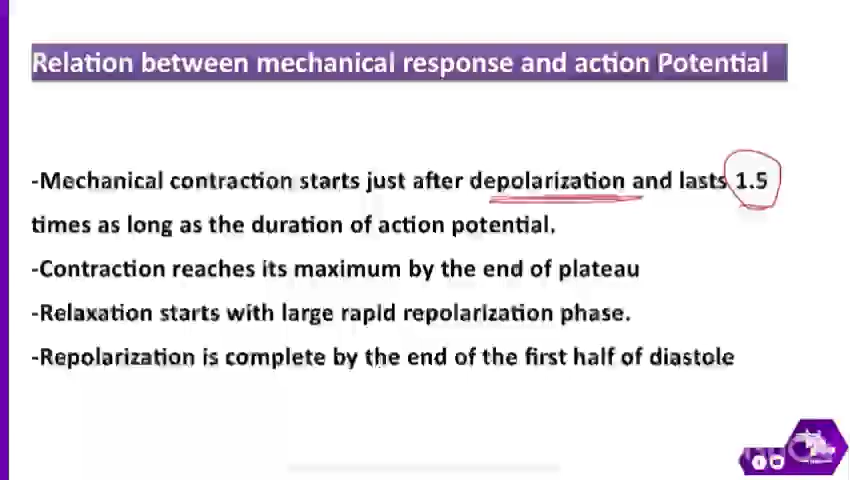 Relation between mechanical response and action Potential
-Mechanical contraction starts just after depolarization and lasts 1.5
times as long as the duration of action potential.
-Contraction reaches its maximum by the end of plateau
-Relaxation starts with large rapid repolarization phase.
-Repolarization is complete by the end of the first half of diastole